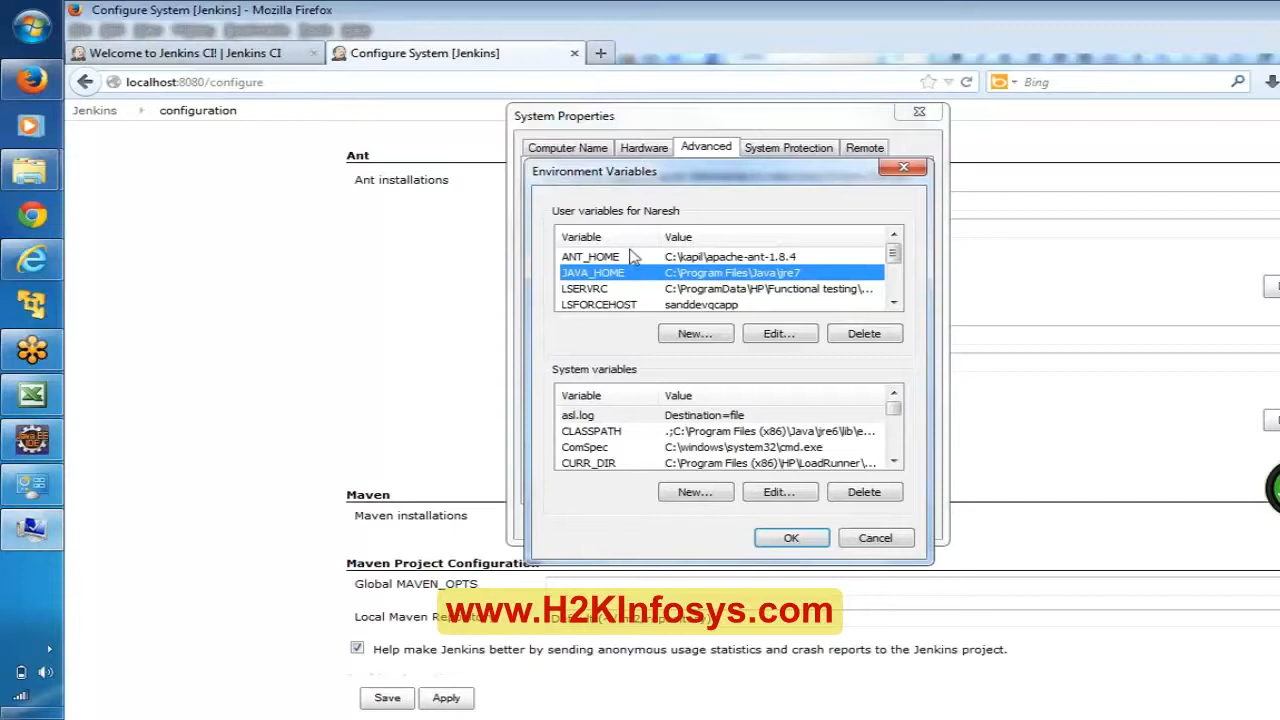 Configure System [Jenkins] - Mozilla Firefox
Welcome to Jenkins CI! | Jenkins CI
Configure System [Jenkins]
localhost:8080/configure
Bing
Jenkins
configuration
System Properties
Computer Name
Hardware
Advanced
System Protection
Remote
Ant
Ant installations
Environment Variables
User variables for Naresh
Variable Value
ANT_HOME C:\kapil\apache-ant-1.8.4
JAVA_HOME C:\Program Files\Java\jre7
LSERVRC C:\ProgramData\HP\Functional testing\...
LSFORCEHOST sanddevqcapp
New... Edit... Delete
System variables
Variable Value
asl.log Destination=file
CLASSPATH .;C:\Program Files (x86)\Java\jre6\lib\e...
ComSpec C:\windows\system32\cmd.exe
CURR_DIR C:\Program Files (x86)\HP\LoadRunner\...
New... Edit... Delete
OK Cancel
Maven
Maven installations
Maven Project Configuration
Global MAVEN_OPTS
Local Maven
www.H2KInfosys.com
Help make Jenkins better by sending anonymous usage statistics and crash reports to the Jenkins project.
Save Apply